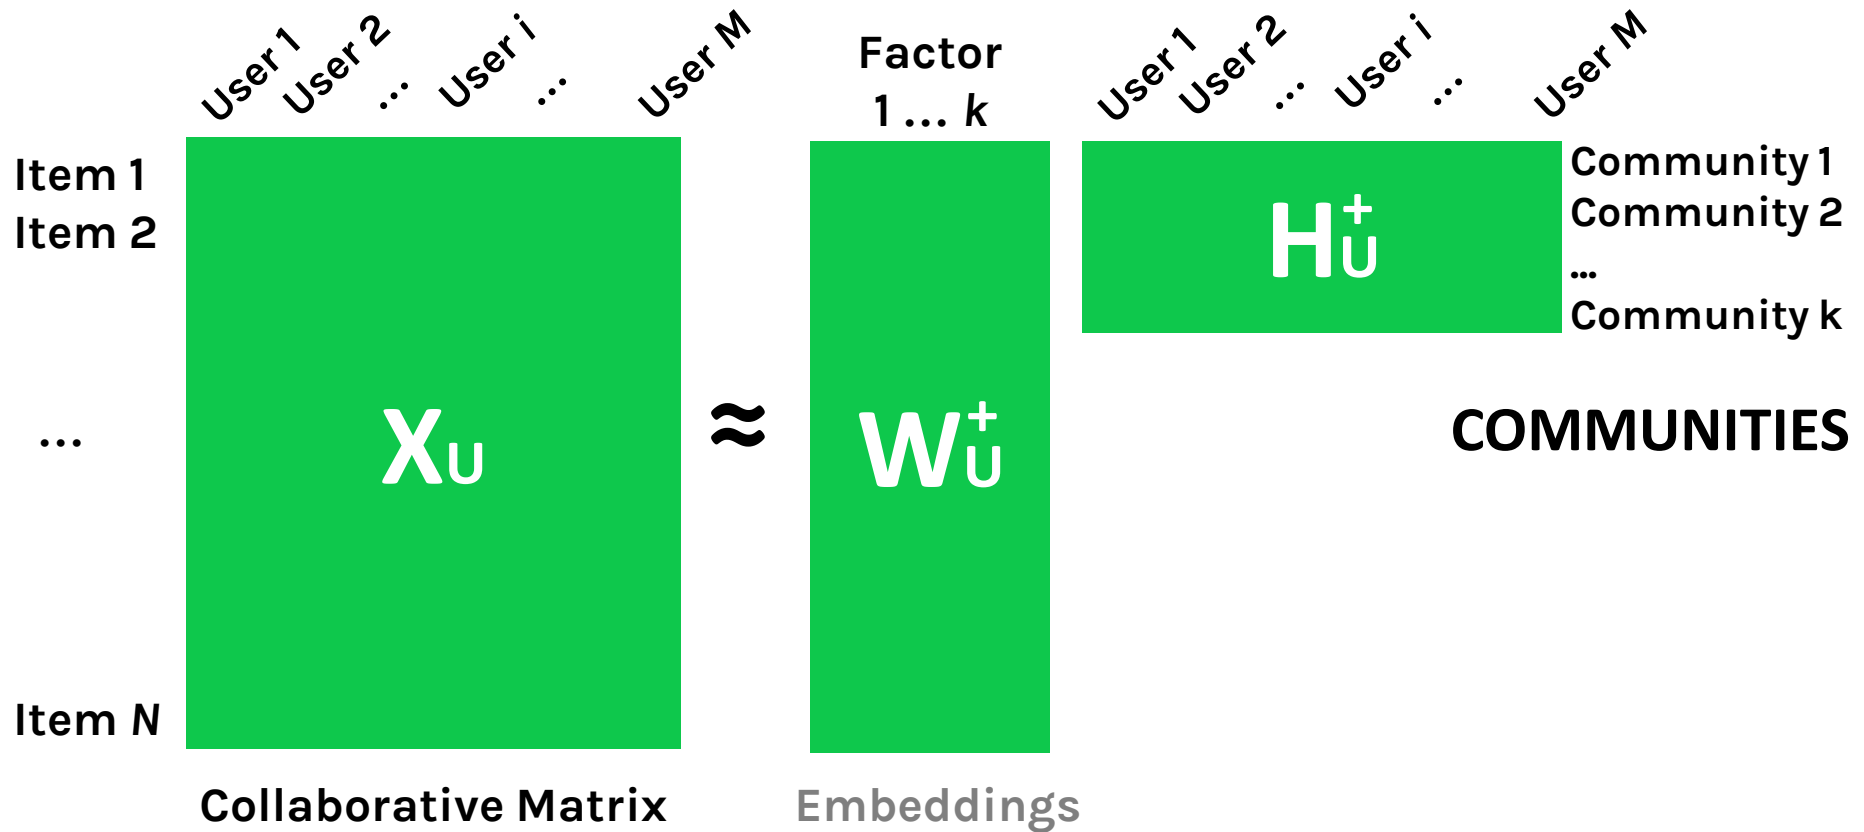 User 1 User 2 ... User i ... User M
Factor
1 ... k
User 1 User 2 ... User i ... User M
Item 1
Item 2
...
Item N
X U
≈
W + U
H + U
Community 1
Community 2
...
Community k
COMMUNITIES
Collaborative Matrix
Embeddings